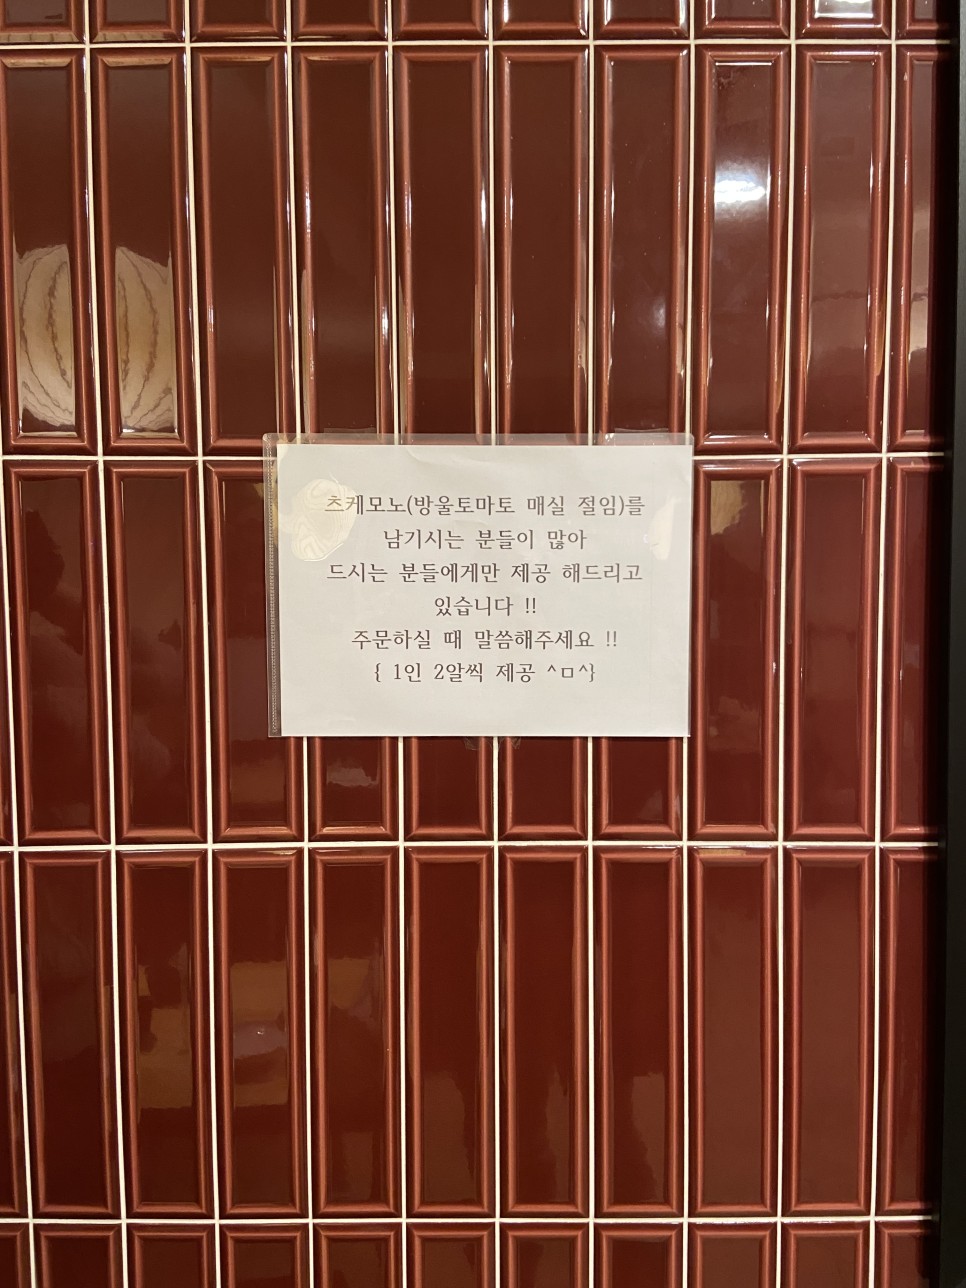 츠케모노(방울토마토 매실 절임)를
남기시는 분들이 많아
드시는 분들에게만 제공 해드리고
있습니다 !!
주문하실 때 말씀해주세요 !!
{ 1인 2알씩 제공 ^ㅁ^}